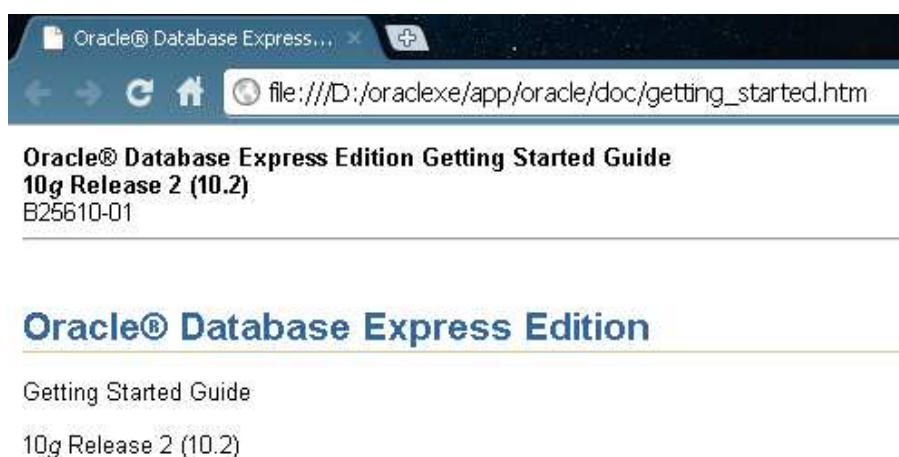 Oracle® Database Express...
file:///D:/oraclexe/app/oracle/doc/getting_started.htm
Oracle® Database Express Edition Getting Started Guide
10g Release 2 (10.2)
B25610-01
Oracle® Database Express Edition
Getting Started Guide
10g Release 2 (10.2)